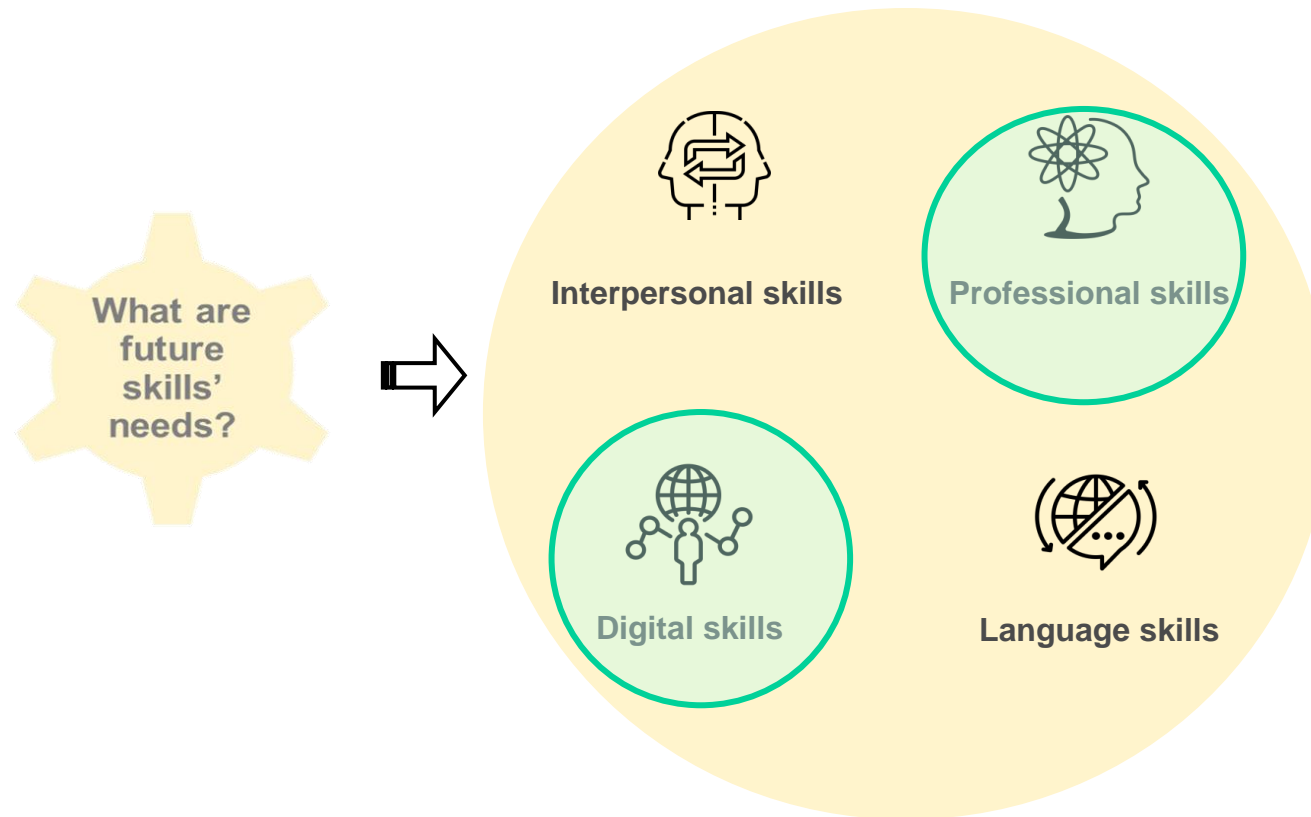 What are
future
skills’
needs?
Interpersonal skills
Professional skills
Digital skills
Language skills